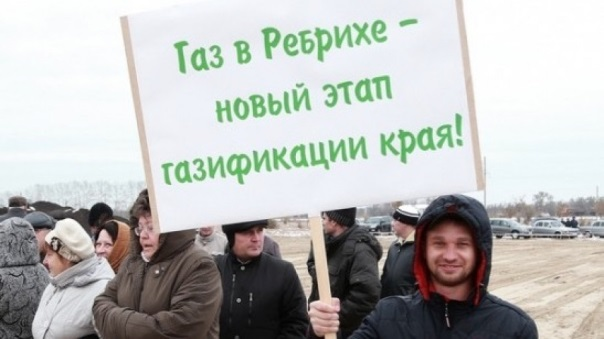 Газ в Ребрихе –
новый этап
газификации края!